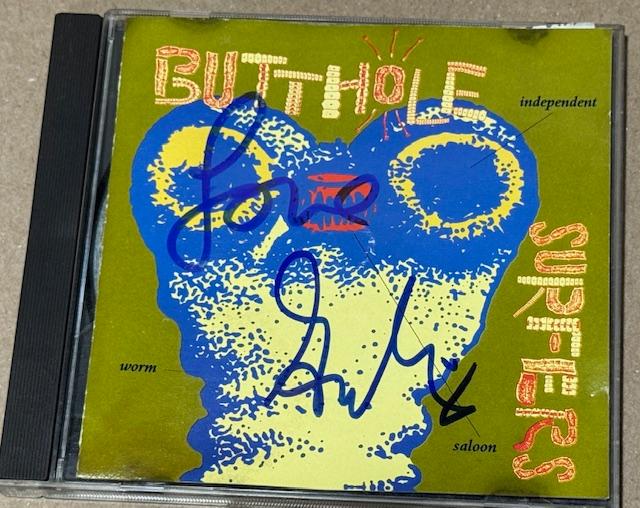 BUTTHOLE
SURFERS
independent
worm
saloon
Love